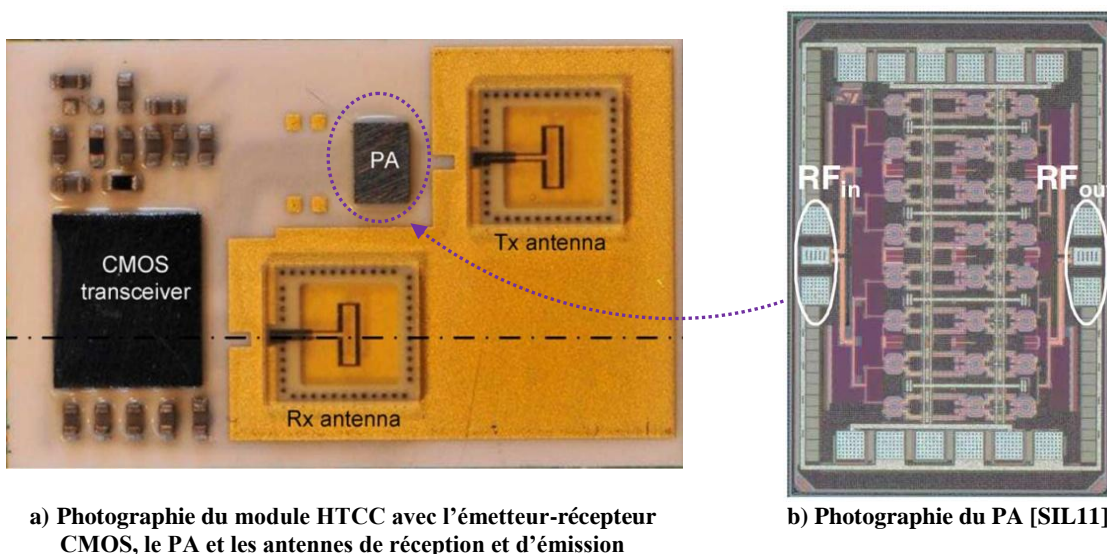 PA
Tx antenna
CMOS
transceiver
Rx antenna
RFin
RFou
a) Photographie du module HTCC avec l'émetteur-récepteur
CMOS, le PA et les antennes de réception et d'émission
b) Photographie du PA [SIL11]